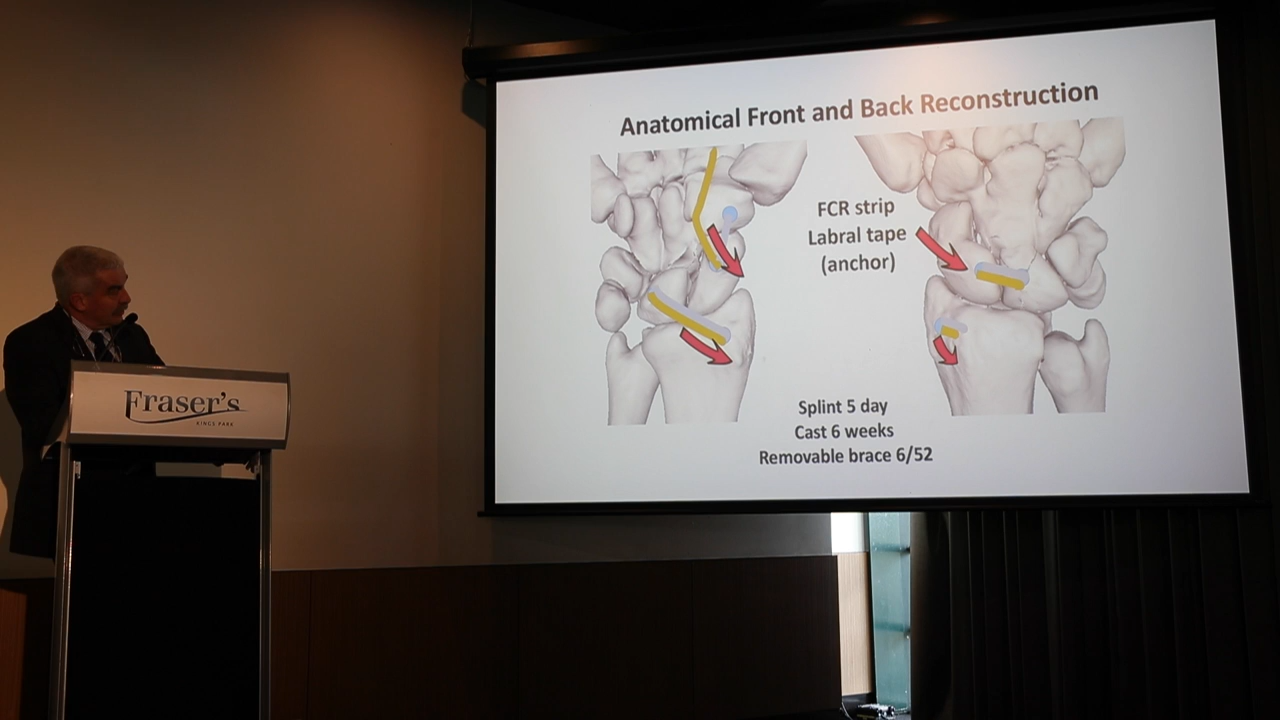 Anatomical Front and Back Reconstruction
FCR strip
Labral tape
(anchor)
Splint 5 day
Cast 6 weeks
Removable brace 6/52
Fraser's
KINGS PARK